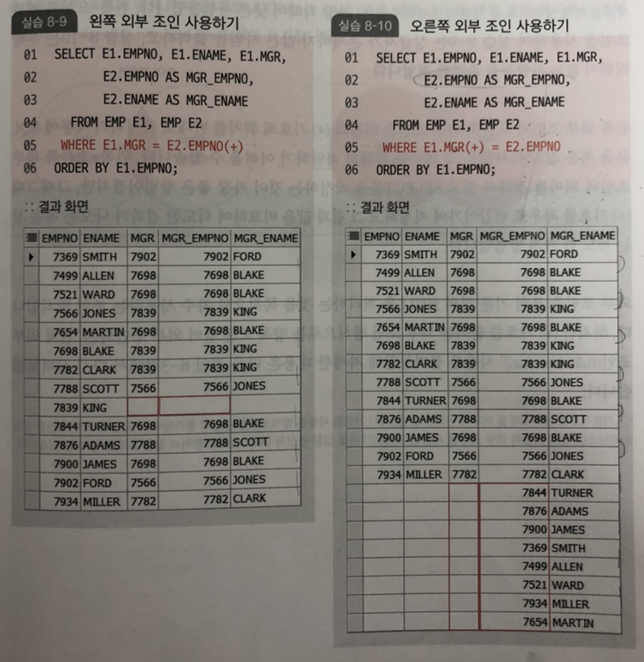 실습 8-9 왼쪽 외부 조인 사용하기
01 SELECT E1.EMPNO, E1.ENAME, E1.MGR,
02 E2.EMPNO AS MGR_EMPNO,
03 E2.ENAME AS MGR_ENAME
04 FROM EMP E1, EMP E2
05 WHERE E1.MGR = E2.EMPNO(+)
06 ORDER BY E1.EMPNO;
:: 결과 화면
EMPNO ENAME MGR MGR_EMPNO MGR_ENAME
7369 SMITH 7902 7902 FORD
7499 ALLEN 7698 7698 BLAKE
7521 WARD 7698 7698 BLAKE
7566 JONES 7839 7839 KING
7654 MARTIN 7698 7698 BLAKE
7698 BLAKE 7839 7839 KING
7782 CLARK 7839 7839 KING
7788 SCOTT 7566 7566 JONES
7839 KING
7844 TURNER 7698 7698 BLAKE
7876 ADAMS 7788 7788 SCOTT
7900 JAMES 7698 7698 BLAKE
7902 FORD 7566 7566 JONES
7934 MILLER 7782 7782 CLARK
실습 8-10 오른쪽 외부 조인 사용하기
01 SELECT E1.EMPNO, E1.ENAME, E1.MGR,
02 E2.EMPNO AS MGR_EMPNO,
03 E2.ENAME AS MGR_ENAME
04 FROM EMP E1, EMP E2
05 WHERE E1.MGR(+) = E2.EMPNO
06 ORDER BY E1.EMPNO;
:: 결과 화면
EMPNO ENAME MGR MGR_EMPNO MGR_ENAME
7369 SMITH 7902 7902 FORD
7499 ALLEN 7698 7698 BLAKE
7521 WARD 7698 7698 BLAKE
7566 JONES 7839 7839 KING
7654 MARTIN 7698 7698 BLAKE
7698 BLAKE 7839 7839 KING
7782 CLARK 7839 7839 KING
7788 SCOTT 7566 7566 JONES
7844 TURNER 7698 7698 BLAKE
7876 ADAMS 7788 7788 SCOTT
7900 JAMES 7698 7698 BLAKE
7902 FORD 7566 7566 JONES
7934 MILLER 7782 7782 CLARK
7844 TURNER
7876 ADAMS
7900 JAMES
7369 SMITH
7499 ALLEN
7521 WARD
7934 MILLER
7654 MARTIN